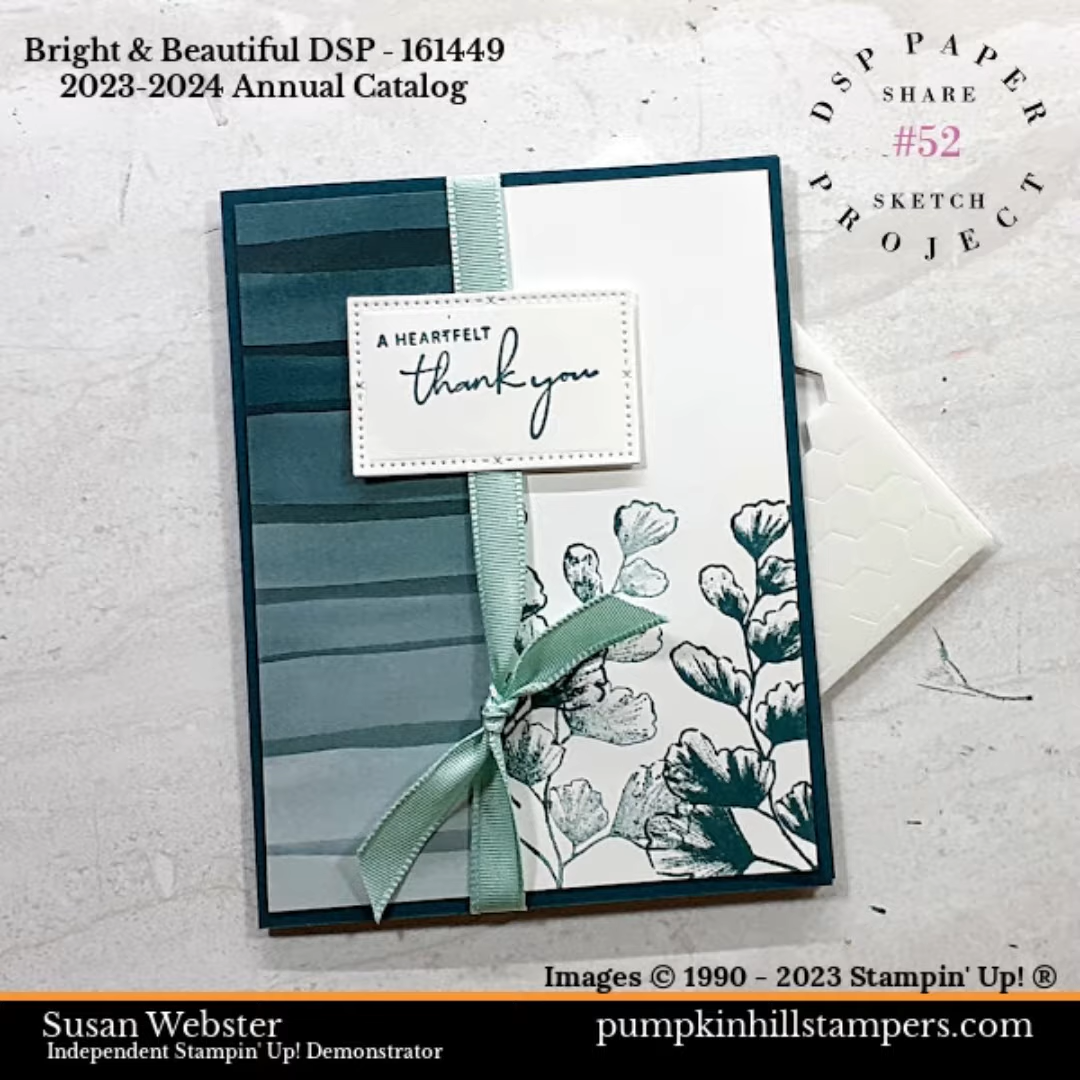 Bright & Beautiful DSP - 161449
2023-2024 Annual Catalog
DSP PAPER
SHARE
#52
SKETCH
PROJECT
A HEARTFELT
thank you
Images © 1990 - 2023 Stampin' Up! ®
Susan Webster
Independent Stampin' Up! Demonstrator
pumpkinhillstampers.com